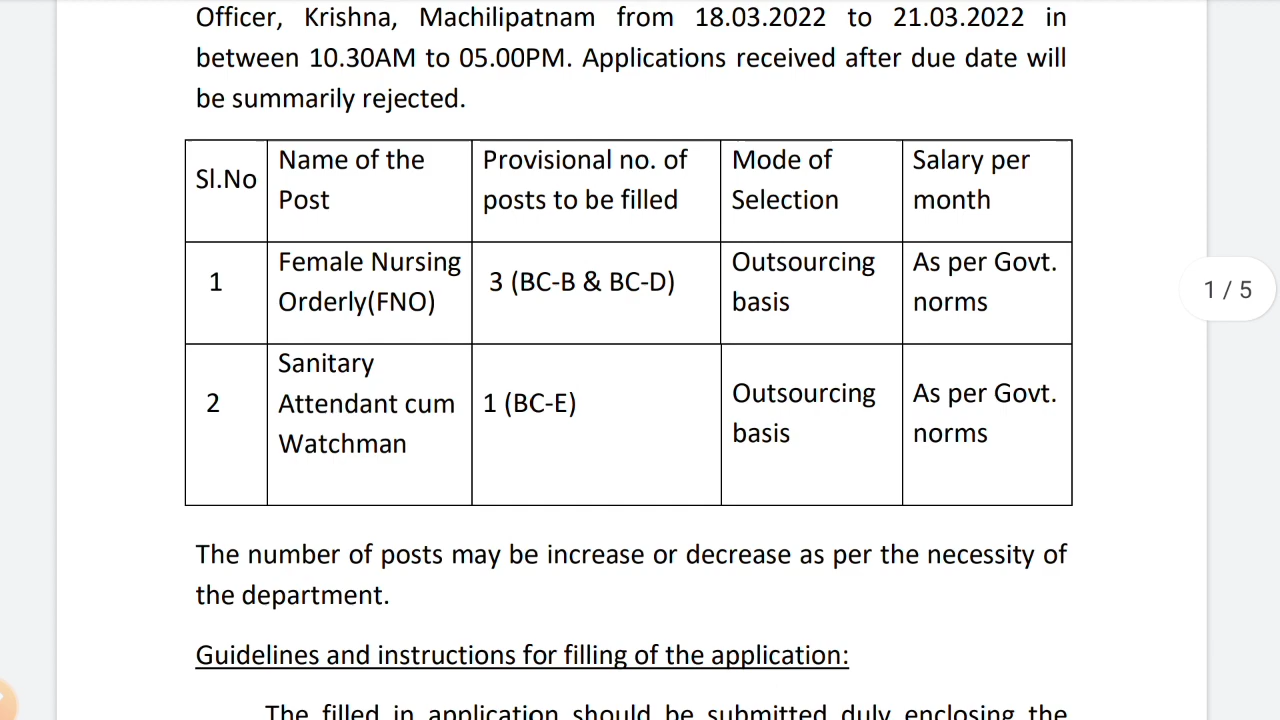 Officer, Krishna, Machilipatnam from 18.03.2022 to 21.03.2022 in
between 10.30AM to 05.00PM. Applications received after due date will
be summarily rejected.
Sl.No
Name of the
Post
Provisional no. of
posts to be filled
Mode of
Selection
Salary per
month
1
Female Nursing
Orderly(FNO)
3 (BC-B & BC-D)
Outsourcing
basis
As per Govt.
norms
2
Sanitary
Attendant cum
Watchman
1 (BC-E)
Outsourcing
basis
As per Govt.
norms
1 / 5
The number of posts may be increase or decrease as per the necessity of
the department.
Guidelines and instructions for filling of the application:
The filled in application should be submitted duly enclosing the